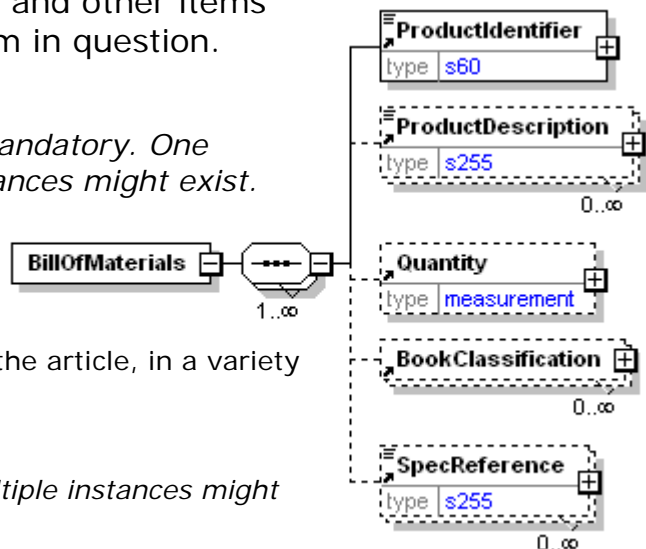 and other items
m in question.
andatory. One
ances might exist.
the article, in a variety
ltiple instances might
BillOfMaterials
1..∞
ProductIdentifier
type s60
ProductDescription
type s255
0..∞
Quantity
type measurement
BookClassification
0..∞
SpecReference
type s255
0..∞